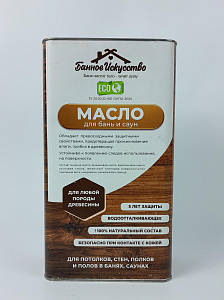 Банное Искусство
ECO
МАСЛО
для бань и саун
Обладает превосходными защитными
свойствами, предотвращая проникновение
влаги, грибка в древесину.
Устойчиво к появлению следов использования
на поверхности.
ДЛЯ ЛЮБОЙ
ПОРОДЫ
ДРЕВЕСИНЫ
5 ЛЕТ ЗАЩИТЫ
ВОДООТТАЛКИВАЮЩЕЕ
100% НАТУРАЛЬНЫЙ СОСТАВ
БЕЗОПАСНО ПРИ КОНТАКТЕ С КОЖЕЙ
ДЛЯ ПОТОЛКОВ, СТЕН, ПОЛКОВ
И ПОЛОВ В БАНЯХ, САУНАХ